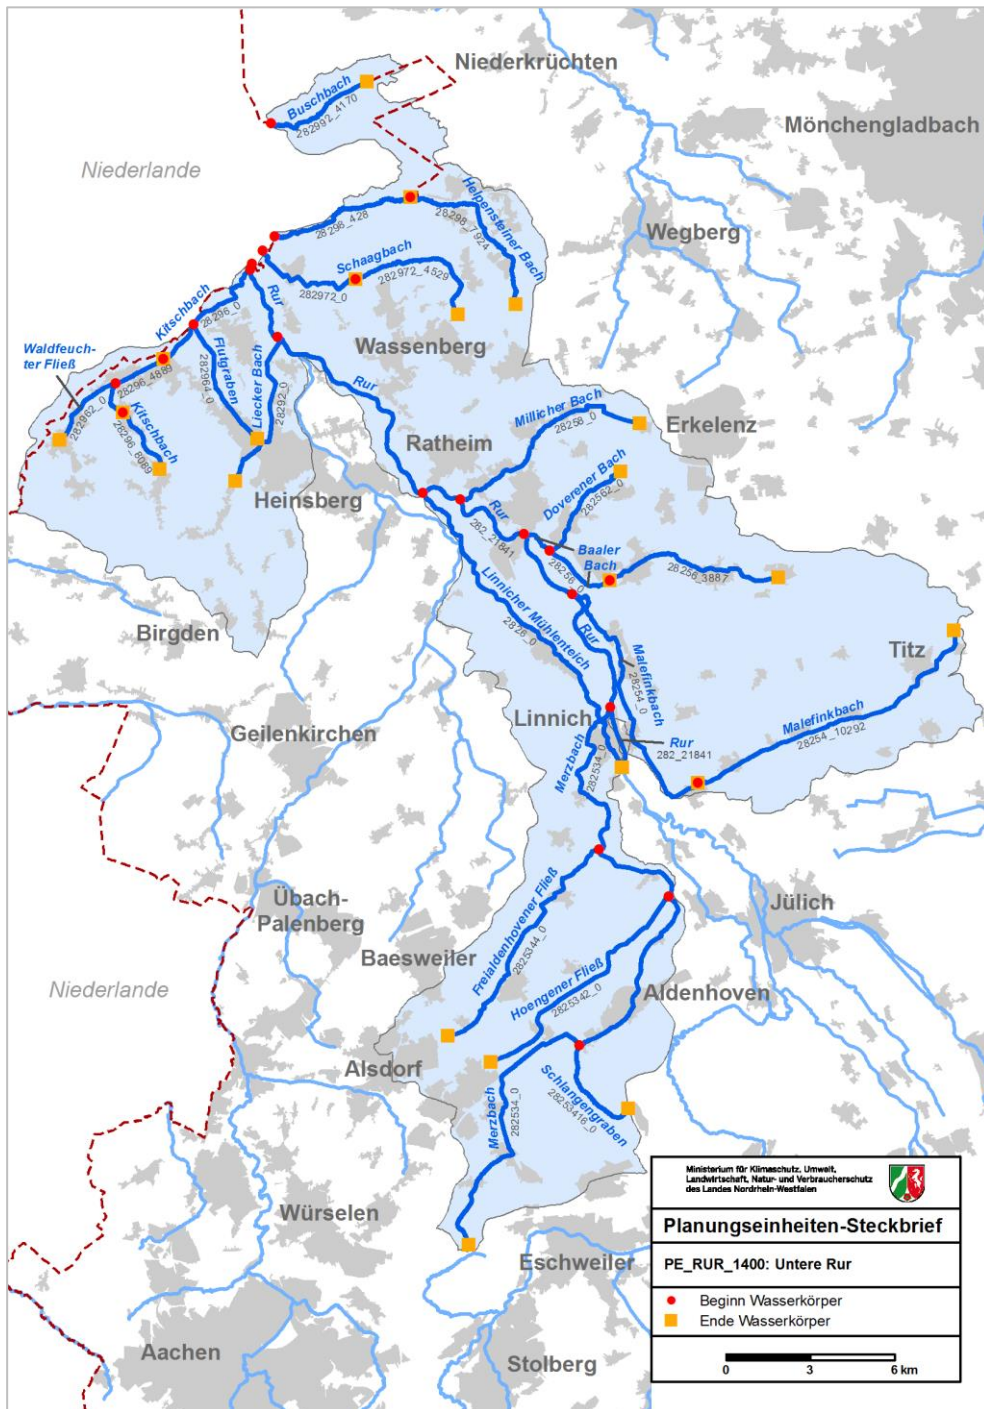 Niederkrüchten
Buschbach
282992_4170
Mönchengladbach
Niederlande
Helpensteiner Bach
28298_428
28298_7924
Wegberg
Schaagbach
282972_4529
282972_0
Kitschbach
28296_0
Rur
Waldfeuch-
ter Fließ
Wassenberg
Flutgraben
282964_0
Liecker Bach
28292_0
28296_4889
282962_0
Kitschbach
28296_8089
Rur
Millicher Bach
28258_0
Erkelenz
Ratheim
Doverener Bach
282562_0
Heinsberg
Rur
282_21841
Baaler
Bach
28256_0
28256_3887
Linnicher Mühlenteich
2826_0
Birgden
Rur
Malefinkbach
28254_0
Titz
Linnich
Geilenkirchen
Malefinkbach
28254_10292
Rur
282_21841
Merzbach
282534_0
Übach-
Palenberg
Jülich
Baesweiler
Freialdenhovener Fließ
2825344_0
Hoengener Fließ
2825342_0
Niederlande
Aldenhoven
Alsdorf
Merzbach
282534_0
Schlangengraben
28253416_0
Würselen
Eschweiler
Aachen
Stolberg
Ministerium für Klimaschutz, Umwelt,
Landwirtschaft, Natur- und Verbraucherschutz
des Landes Nordrhein-Westfalen
Planungseinheiten-Steckbrief
PE_RUR_1400: Untere Rur
Beginn Wasserkörper
Ende Wasserkörper
0 3 6 km